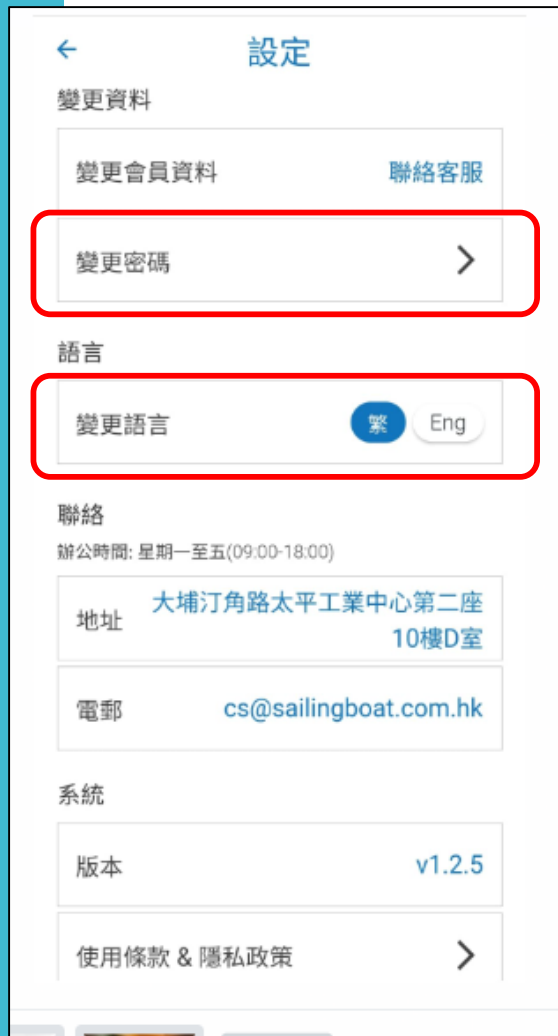 設定
變更資料
變更會員資料 聯絡客服
變更密碼
語言
變更語言 繁 Eng
聯絡
辦公時間: 星期一至五(09:00-18:00)
地址 大埔汀角路太平工業中心第二座
10樓D室
電郵 cs@sailingboat.com.hk
系統
版本 v1.2.5
使用條款 & 隱私政策